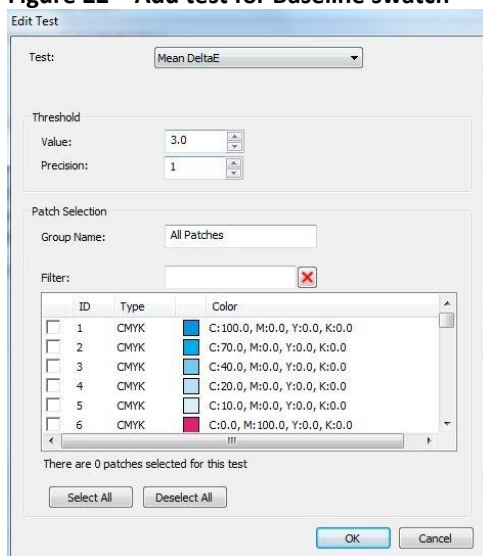 Figure 22 – Add test for Baseline swatch
Edit Test
Test: Mean DeltaE
Threshold
Value: 3.0
Precision: 1
Patch Selection
Group Name: All Patches
Filter:
ID Type Color
1 CMYK C:100.0, M:0.0, Y:0.0, K:0.0
2 CMYK C:70.0, M:0.0, Y:0.0, K:0.0
3 CMYK C:40.0, M:0.0, Y:0.0, K:0.0
4 CMYK C:20.0, M:0.0, Y:0.0, K:0.0
5 CMYK C:10.0, M:0.0, Y:0.0, K:0.0
6 CMYK C:0.0, M:100.0, Y:0.0, K:0.0
There are 0 patches selected for this test
Select All Deselect All
OK Cancel